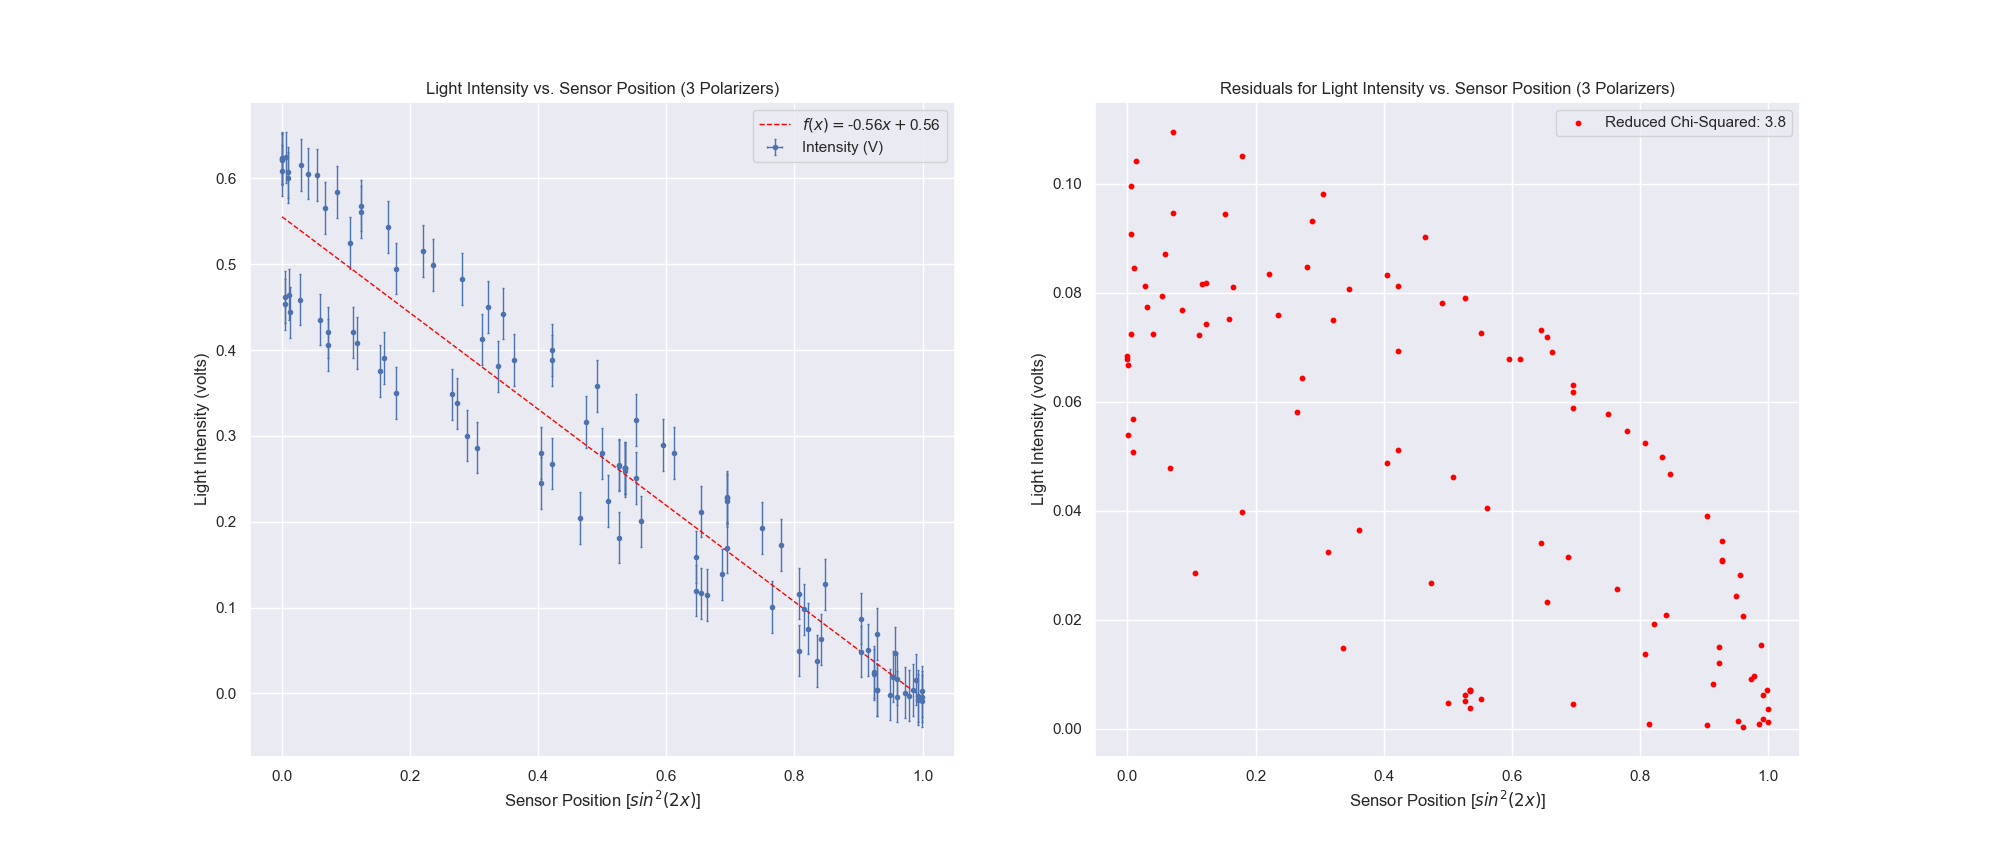 Light Intensity vs. Sensor Position (3 Polarizers)
f(x) = -0.56x + 0.56
Intensity (V)
Light Intensity (volts)
0.6
0.5
0.4
0.3
0.2
0.1
0.0
0.0 0.2 0.4 0.6 0.8 1.0
Sensor Position [sin²(2x)]
Residuals for Light Intensity vs. Sensor Position (3 Polarizers)
Reduced Chi-Squared: 3.8
Light Intensity (volts)
0.10
0.08
0.06
0.04
0.02
0.00
0.0 0.2 0.4 0.6 0.8 1.0
Sensor Position [sin²(2x)]